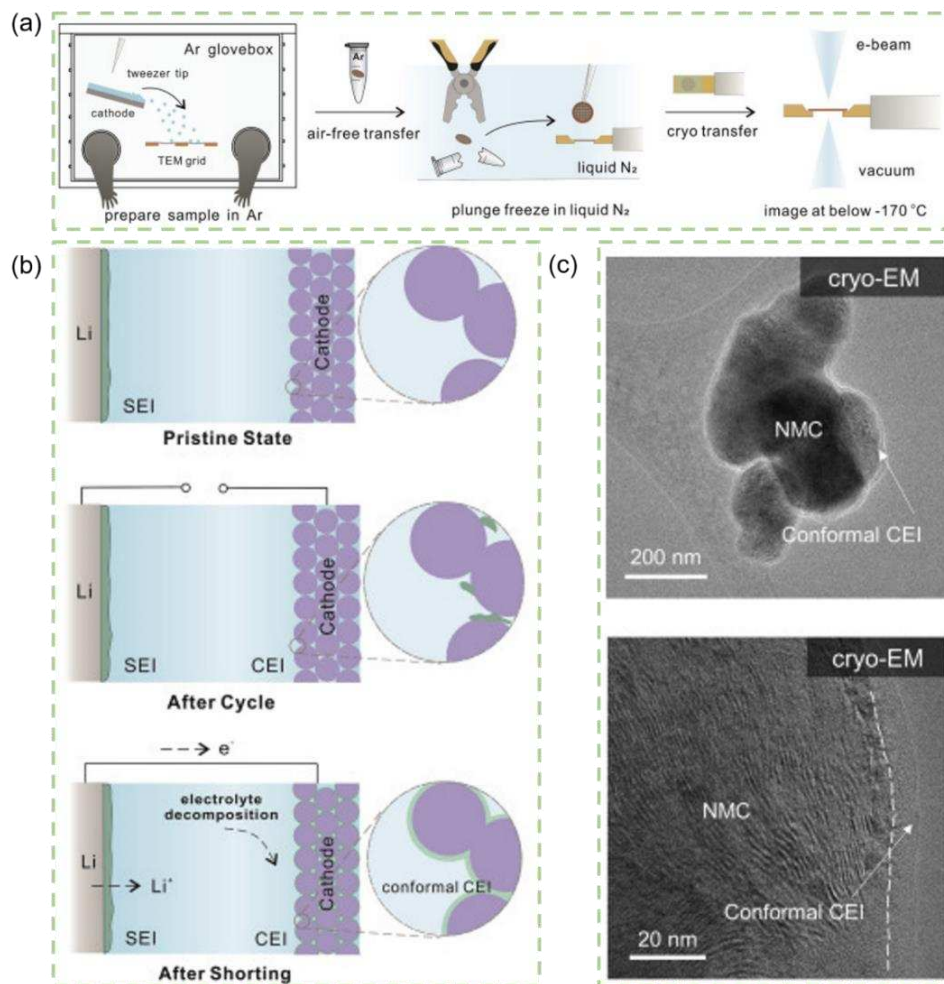 (a)
Ar glovebox
tweezer tip
cathode
TEM grid
prepare sample in Ar
Ar
air-free transfer
liquid N₂
plunge freeze in liquid N₂
cryo transfer
e-beam
vacuum
image at below -170 °C
(b)
Li
SEI
Cathode
Pristine State
Li
SEI
CEI
Cathode
After Cycle
e⁻
electrolyte
decomposition
Li
Li⁺
SEI
CEI
Cathode
conformal CEI
After Shorting
(c)
cryo-EM
NMC
Conformal CEI
200 nm
cryo-EM
NMC
Conformal CEI
20 nm